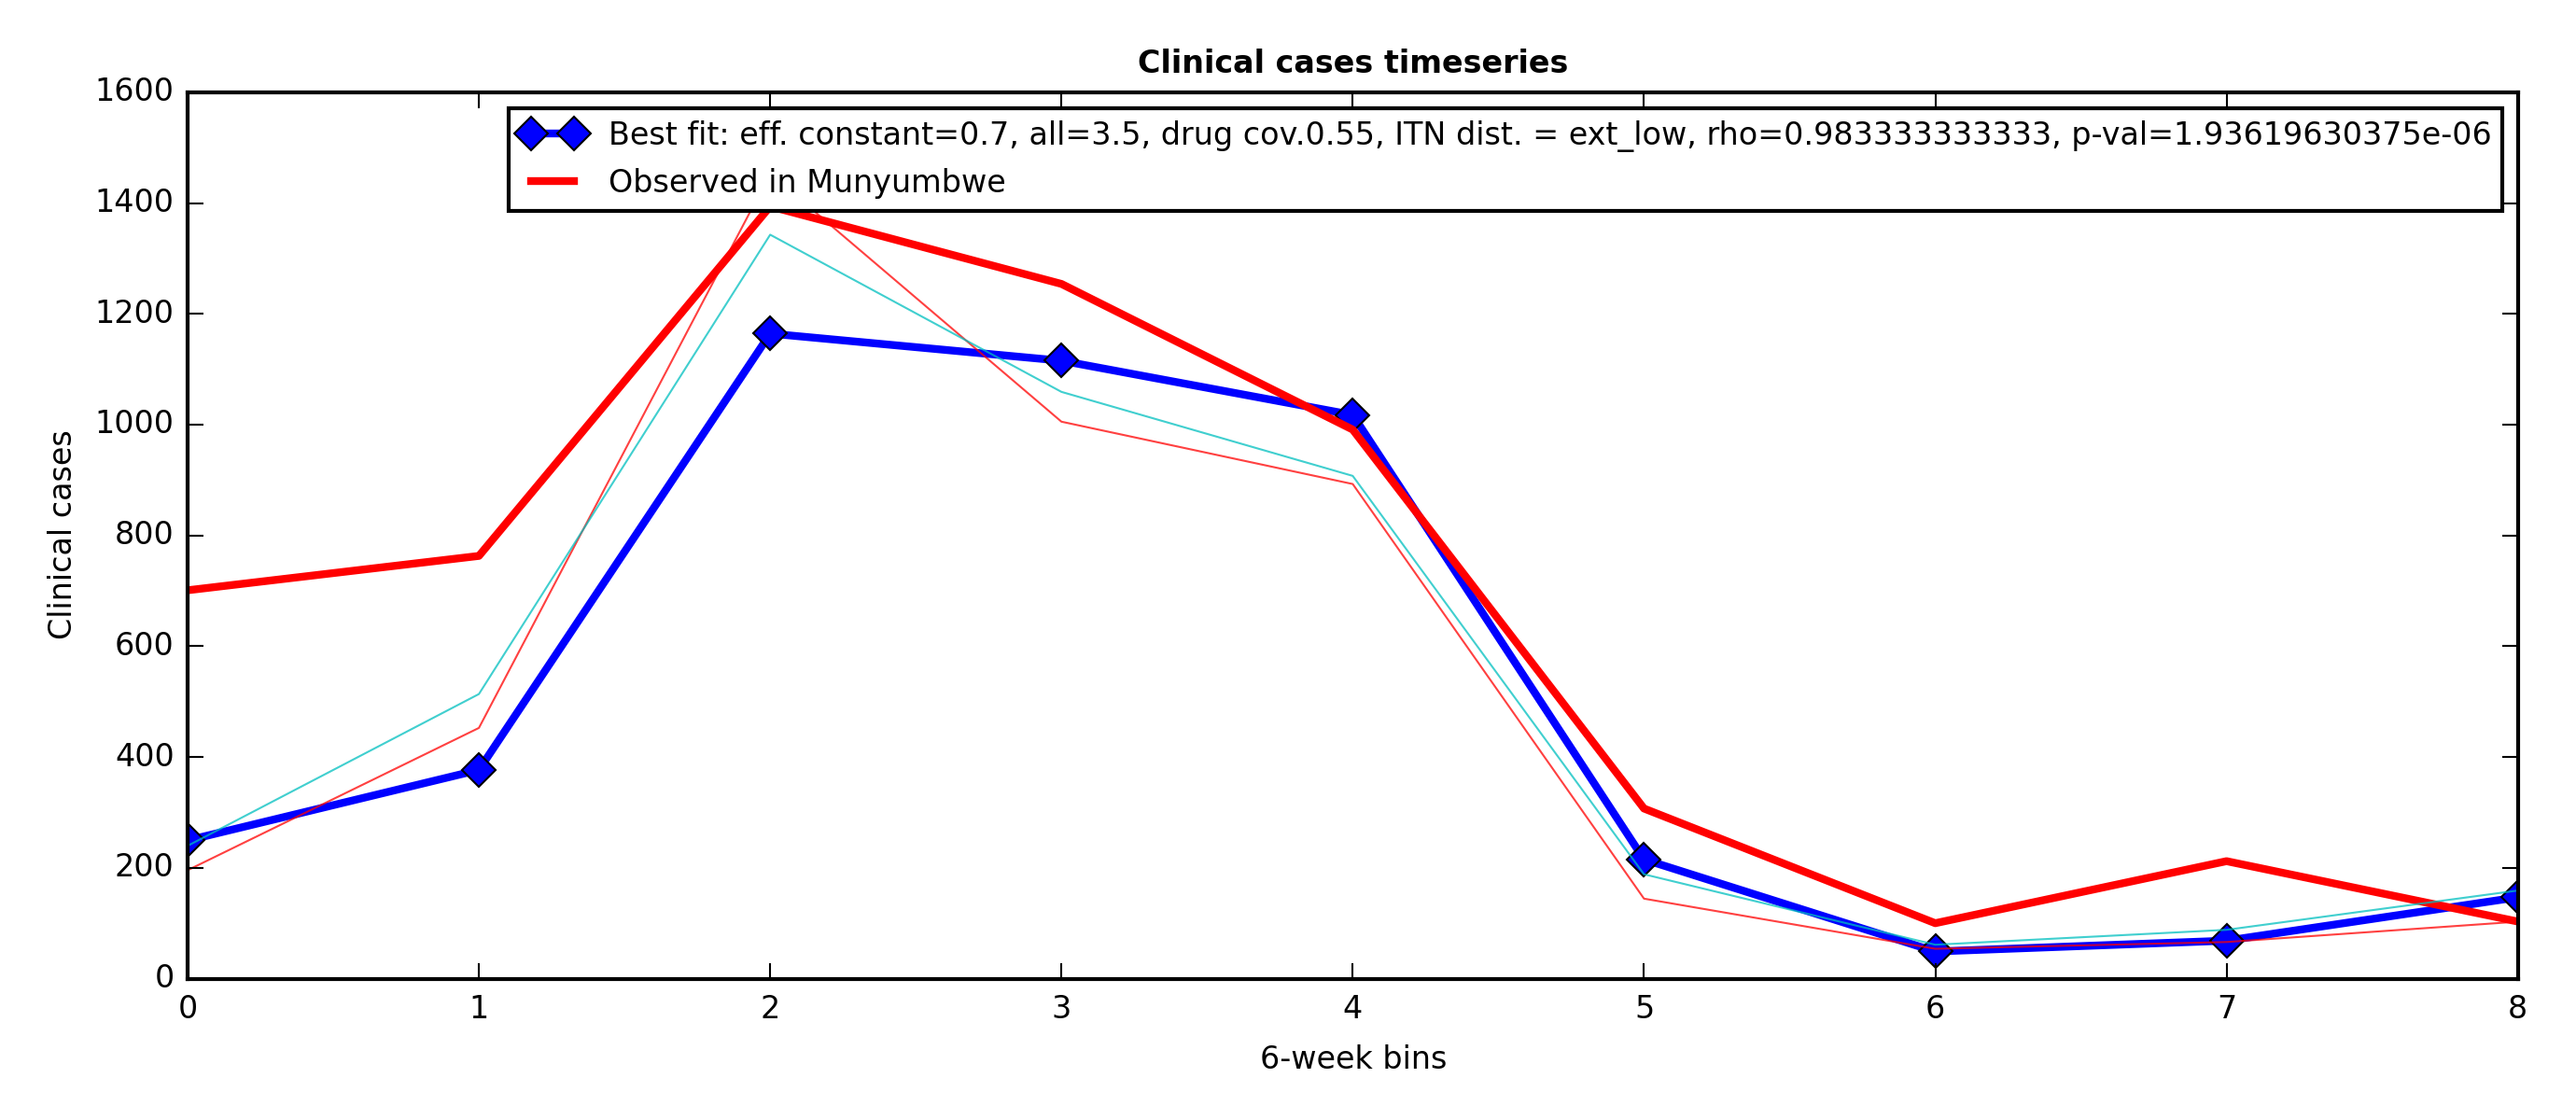 Clinical cases timeseries
1600
1400
1200
1000
800
600
400
200
0
Clinical cases
Best fit: eff. constant=0.7, all=3.5, drug cov.0.55, ITN dist. = ext_low, rho=0.983333333333, p-val=1.93619630375e-06
Observed in Munyumbwe
0 1 2 3 4 5 6 7 8
6-week bins